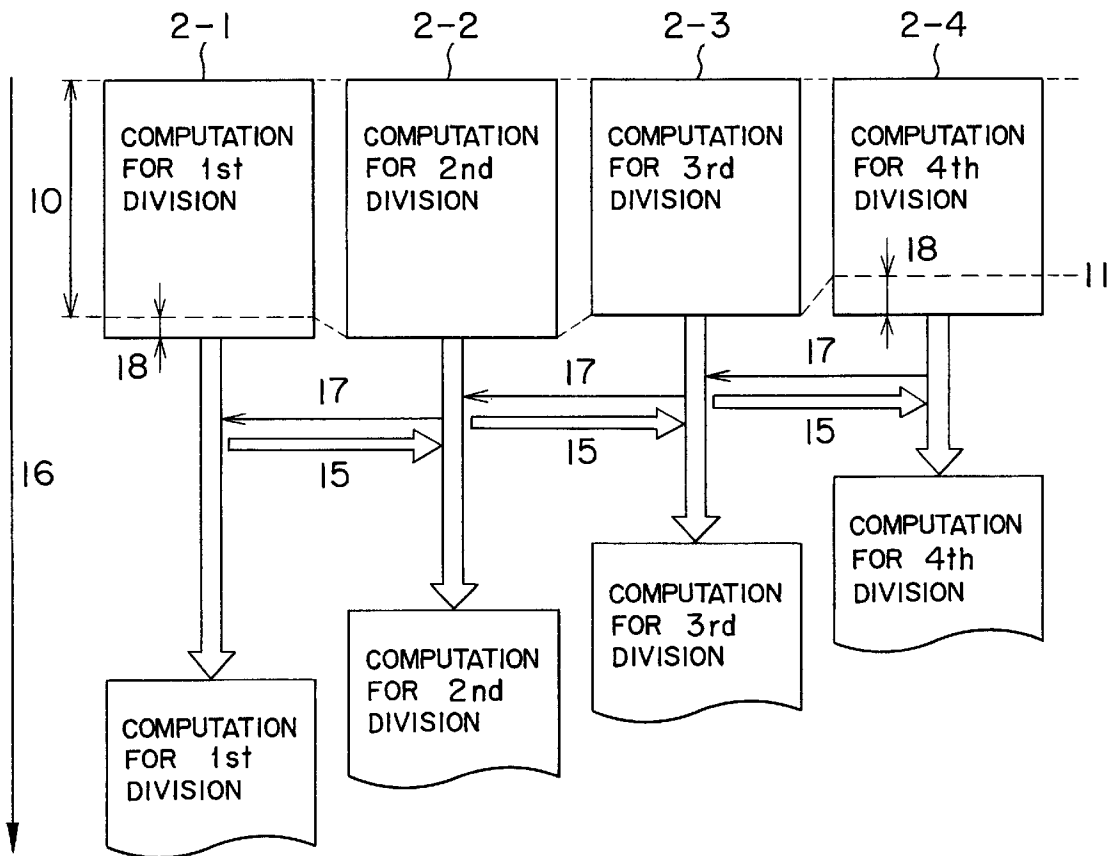 2-1 2-2 2-3 2-4
COMPUTATION
FOR 1st
DIVISION
COMPUTATION
FOR 2nd
DIVISION
COMPUTATION
FOR 3rd
DIVISION
COMPUTATION
FOR 4th
DIVISION
10
18
11
18
17
17
17
15
15
15
16
COMPUTATION
FOR 4th
DIVISION
COMPUTATION
FOR 3rd
DIVISION
COMPUTATION
FOR 2nd
DIVISION
COMPUTATION
FOR 1st
DIVISION